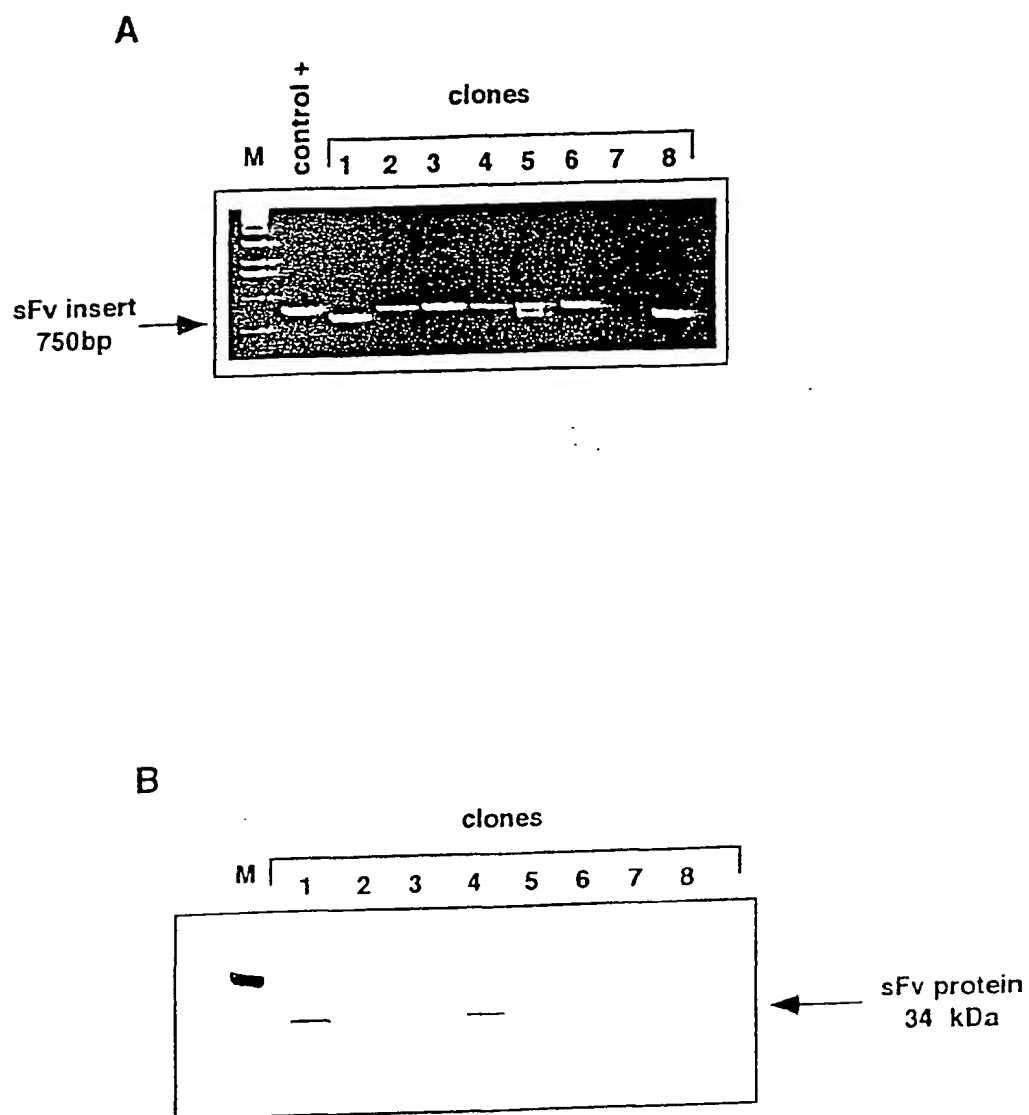 A
control +
clones
M 1 2 3 4 5 6 7 8
sFv insert
750bp
B
clones
M 1 2 3 4 5 6 7 8
sFv protein
34 kDa